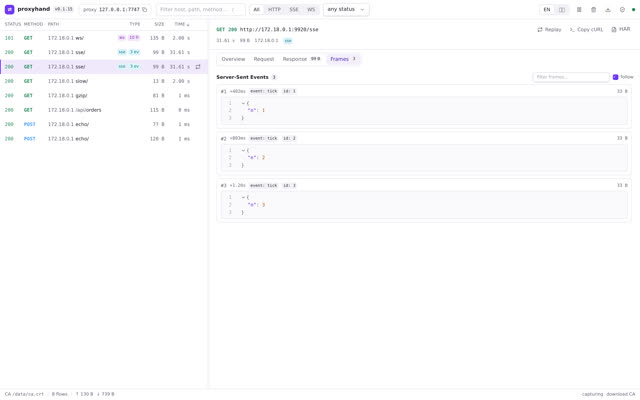 proxyhand v0.1.15 proxy 127.0.0.1:7747 Filter host, path, method... / All HTTP SSE WS any status EN
STATUS METHOD PATH TYPE SIZE TIME
101 GET 172.18.0.1 ws/ ws 10 fr 135 B 2.00 s
200 GET 172.18.0.1 sse/ sse 3 ev 99 B 31.61 s
200 GET 172.18.0.1 sse/ sse 3 ev 99 B 31.61 s
200 GET 172.18.0.1 slow/ 13 B 2.00 s
200 GET 172.18.0.1 gzip/ 81 B 1 ms
200 GET 172.18.0.1 /api/orders 115 B 0 ms
200 POST 172.18.0.1 echo/ 77 B 1 ms
200 POST 172.18.0.1 echo/ 120 B 1 ms
GET 200 http://172.18.0.1:9920/sse Replay Copy cURL HAR
31.61 s 99 B 172.18.0.1 sse
Overview Request Response 99 B Frames 3
Server-Sent Events 3 Filter frames... follow
#1 +402ms event: tick id: 1 33 B
1 {
2 "n": 1
3 }
#2 +803ms event: tick id: 2 33 B
1 {
2 "n": 2
3 }
#3 +1.20s event: tick id: 3 33 B
1 {
2 "n": 3
3 }
CA /data/ca.crt 8 Rows ↑ 130 B ↓ 739 B capturing download CA